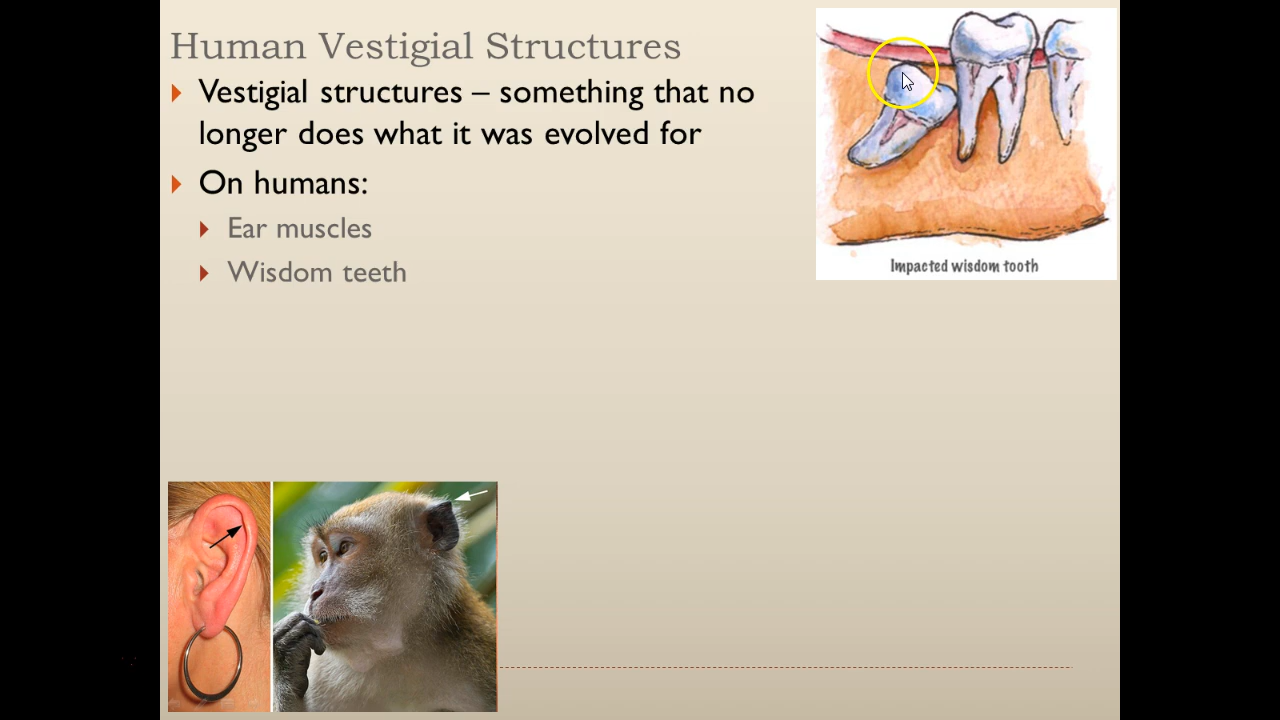 Human Vestigial Structures
Vestigial structures – something that no
longer does what it was evolved for
On humans:
Ear muscles
Wisdom teeth
Impacted wisdom tooth